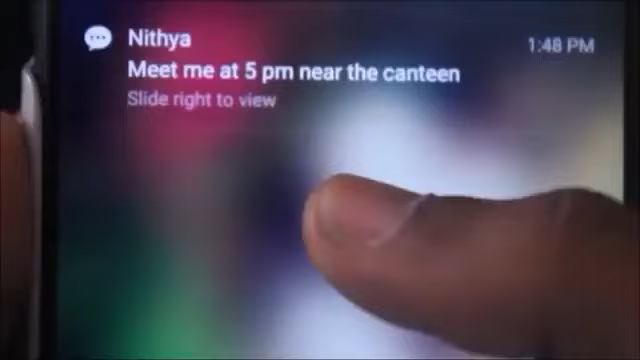 Nithya
1:48 PM
Meet me at 5 pm near the canteen
Slide right to view